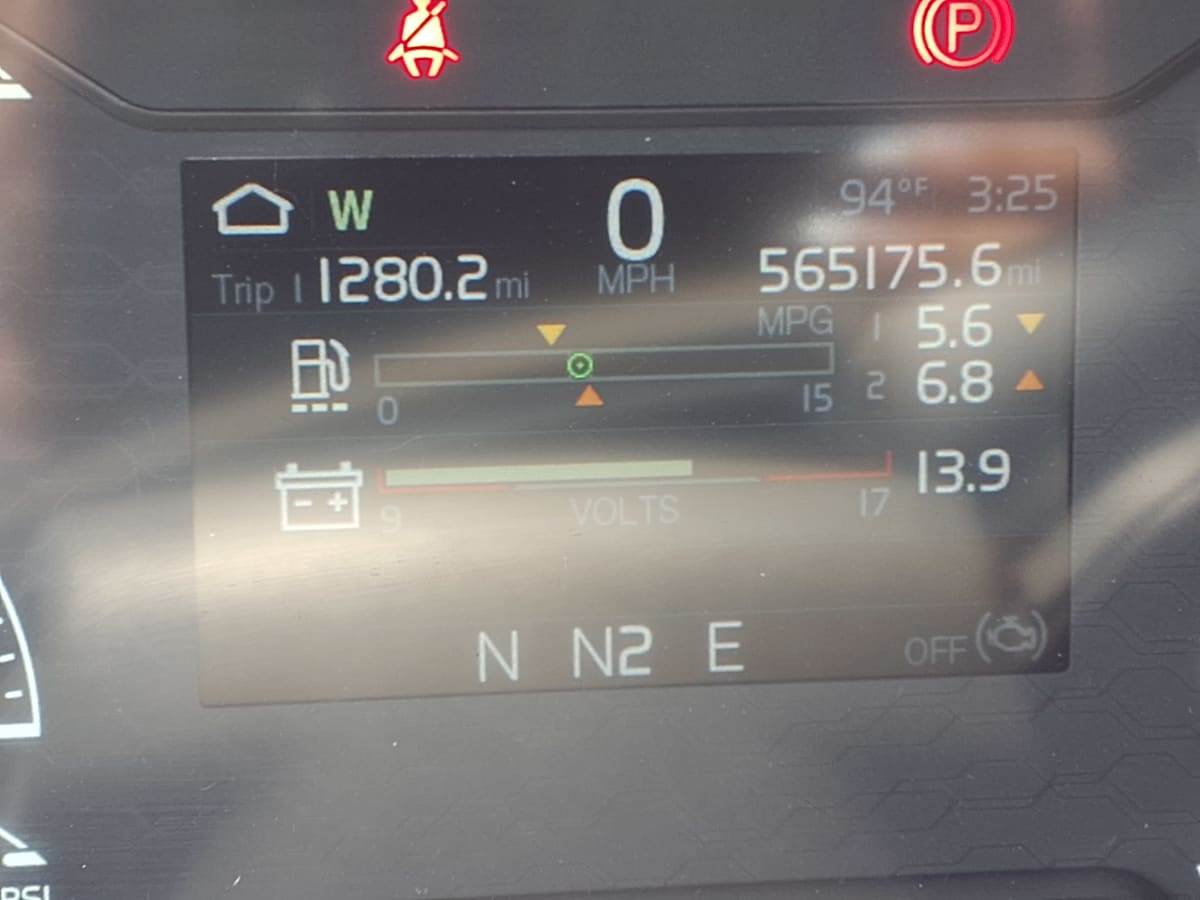 P
W 0 94°F 3:25
Trip 1 1280.2 mi MPH 565175.6 mi
MPG 1 5.6
0 15 2 6.8
13.9
9 VOLTS 17
N N2 E OFF
PSI